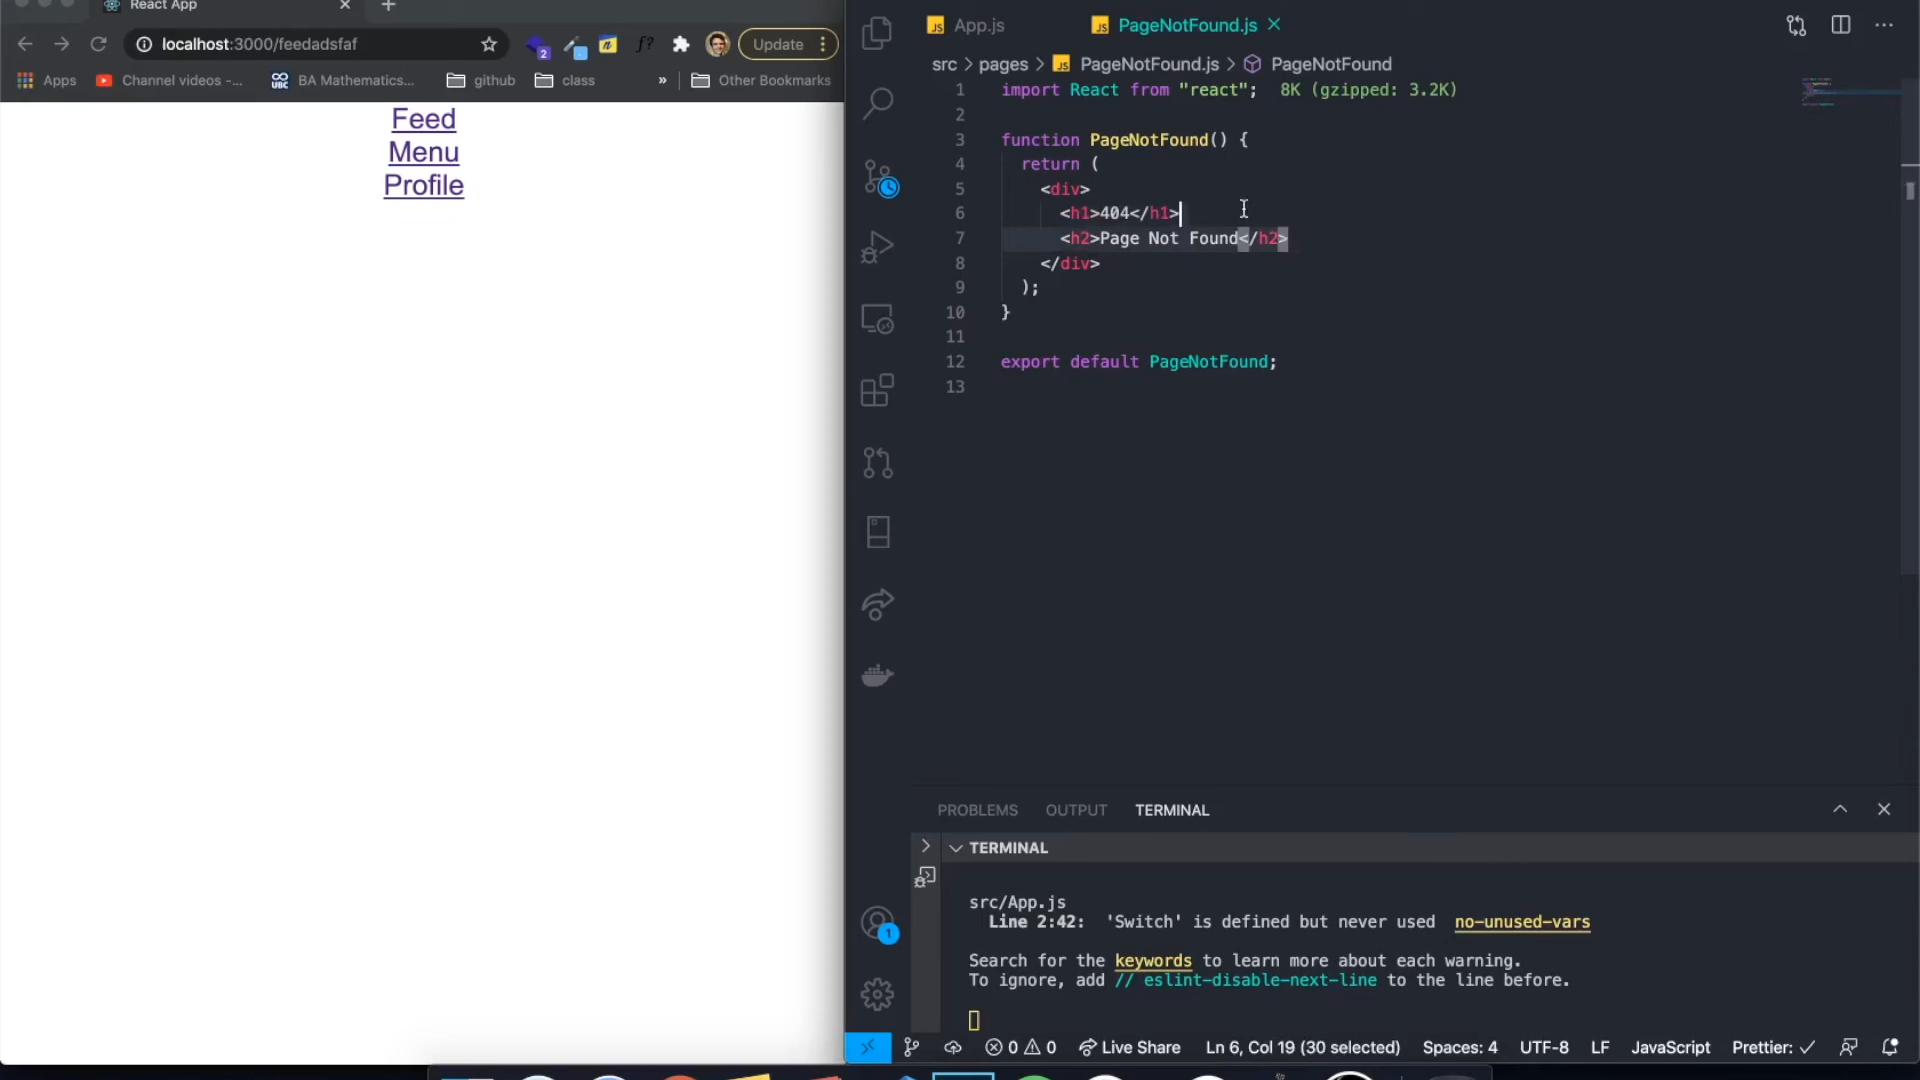 React App
localhost:3000/feedadsfaf
2
f?
Update
Apps
Channel videos -...
UBC
BA Mathematics...
github
class
»
Other Bookmarks
Feed
Menu
Profile
JS App.js
JS PageNotFound.js
src > pages > JS PageNotFound.js > PageNotFound
1 import React from "react"; 8K (gzipped: 3.2K)
2
3 function PageNotFound() {
4 return (
5 <div>
6 <h1>404</h1>
7 <h2>Page Not Found</h2>
8 </div>
9 );
10 }
11
12 export default PageNotFound;
13
PROBLEMS OUTPUT TERMINAL
TERMINAL
src/App.js
Line 2:42: 'Switch' is defined but never used no-unused-vars
Search for the keywords to learn more about each warning.
To ignore, add // eslint-disable-next-line to the line before.
1
0 0 Live Share Ln 6, Col 19 (30 selected) Spaces: 4 UTF-8 LF JavaScript Prettier: ✓